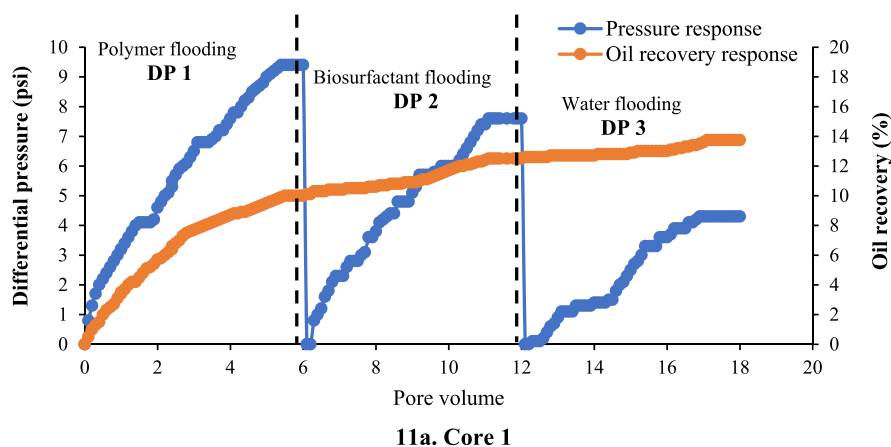 Pressure response
Oil recovery response
Polymer flooding
DP 1
Biosurfactant flooding
DP 2
Water flooding
DP 3
Differential pressure (psi)
10
9
8
7
6
5
4
3
2
1
0
20
18
16
14
12
10
8
6
4
2
0
Oil recovery (%)
0 2 4 6 8 10 12 14 16 18 20
Pore volume
11a. Core 1